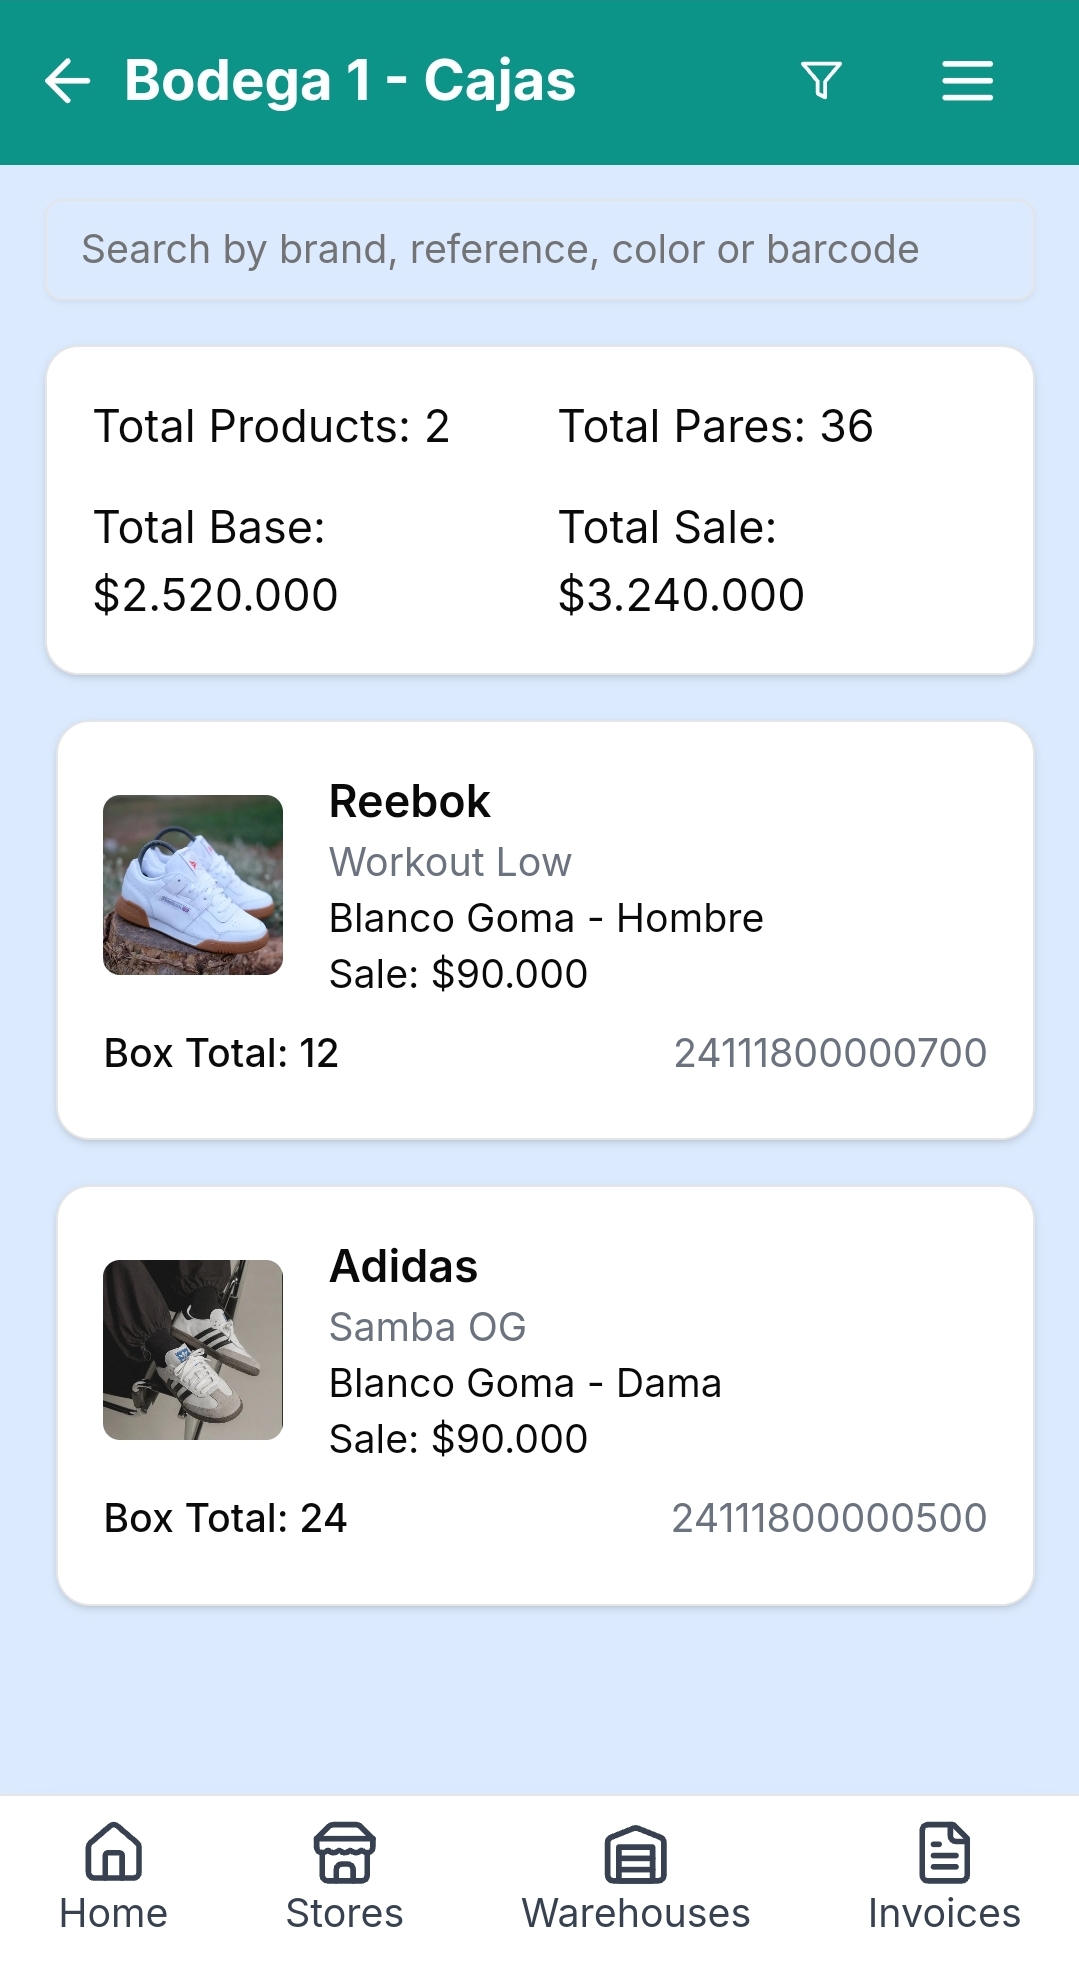 Bodega 1 - Cajas
Search by brand, reference, color or barcode
Total Products: 2
Total Pares: 36
Total Base:
$2.520.000
Total Sale:
$3.240.000
Reebok
Workout Low
Blanco Goma - Hombre
Sale: $90.000
Box Total: 12
24111800000700
Adidas
Samba OG
Blanco Goma - Dama
Sale: $90.000
Box Total: 24
24111800000500
Home
Stores
Warehouses
Invoices